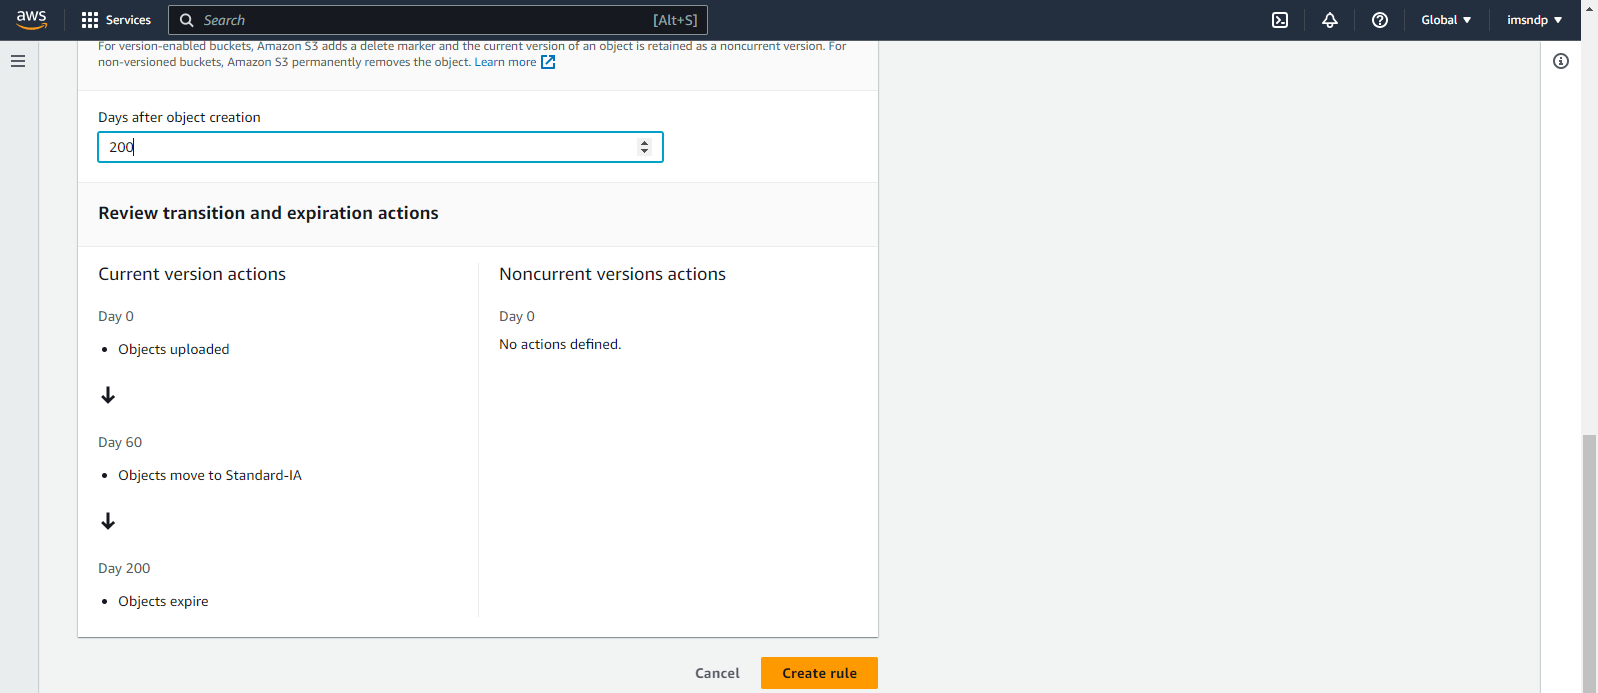 aws
Services
Search
[Alt+S]
Global
imsndp
For version-enabled buckets, Amazon S3 adds a delete marker and the current version of an object is retained as a noncurrent version. For
non-versioned buckets, Amazon S3 permanently removes the object. Learn more
Days after object creation
200
Review transition and expiration actions
Current version actions
Day 0
Objects uploaded
Day 60
Objects move to Standard-IA
Day 200
Objects expire
Noncurrent versions actions
Day 0
No actions defined.
Cancel
Create rule